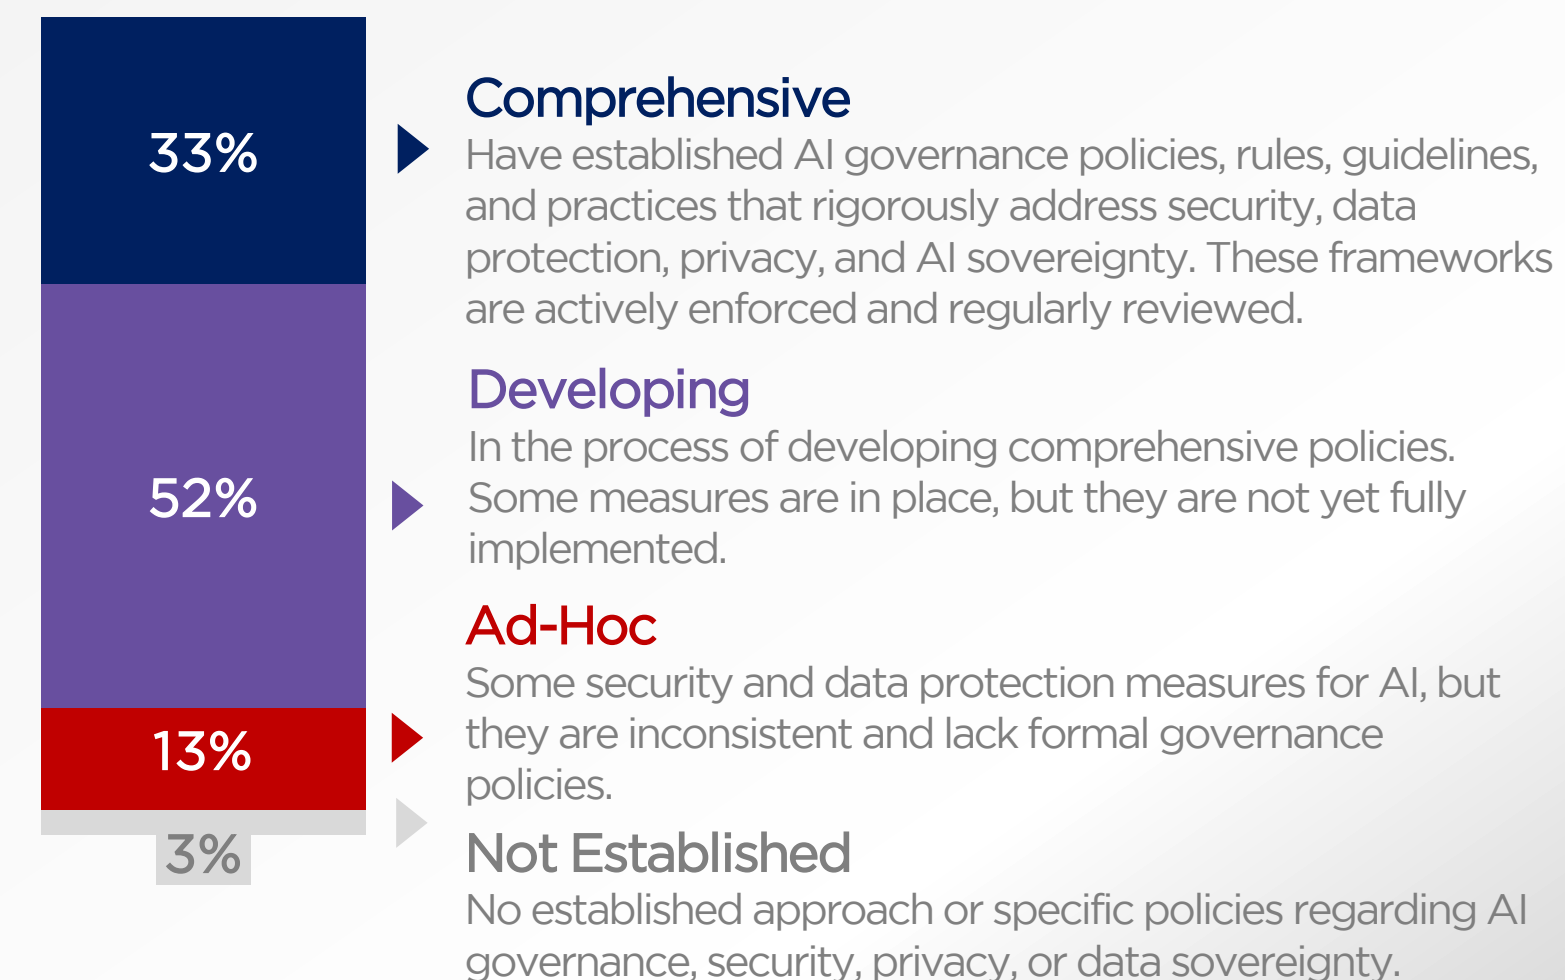 33%
Comprehensive
Have established AI governance policies, rules, guidelines,
and practices that rigorously address security, data
protection, privacy, and AI sovereignty. These frameworks
are actively enforced and regularly reviewed.
52%
Developing
In the process of developing comprehensive policies.
Some measures are in place, but they are not yet fully
implemented.
13%
Ad-Hoc
Some security and data protection measures for AI, but
they are inconsistent and lack formal governance
policies.
3%
Not Established
No established approach or specific policies regarding AI
governance, security, privacy, or data sovereignty.